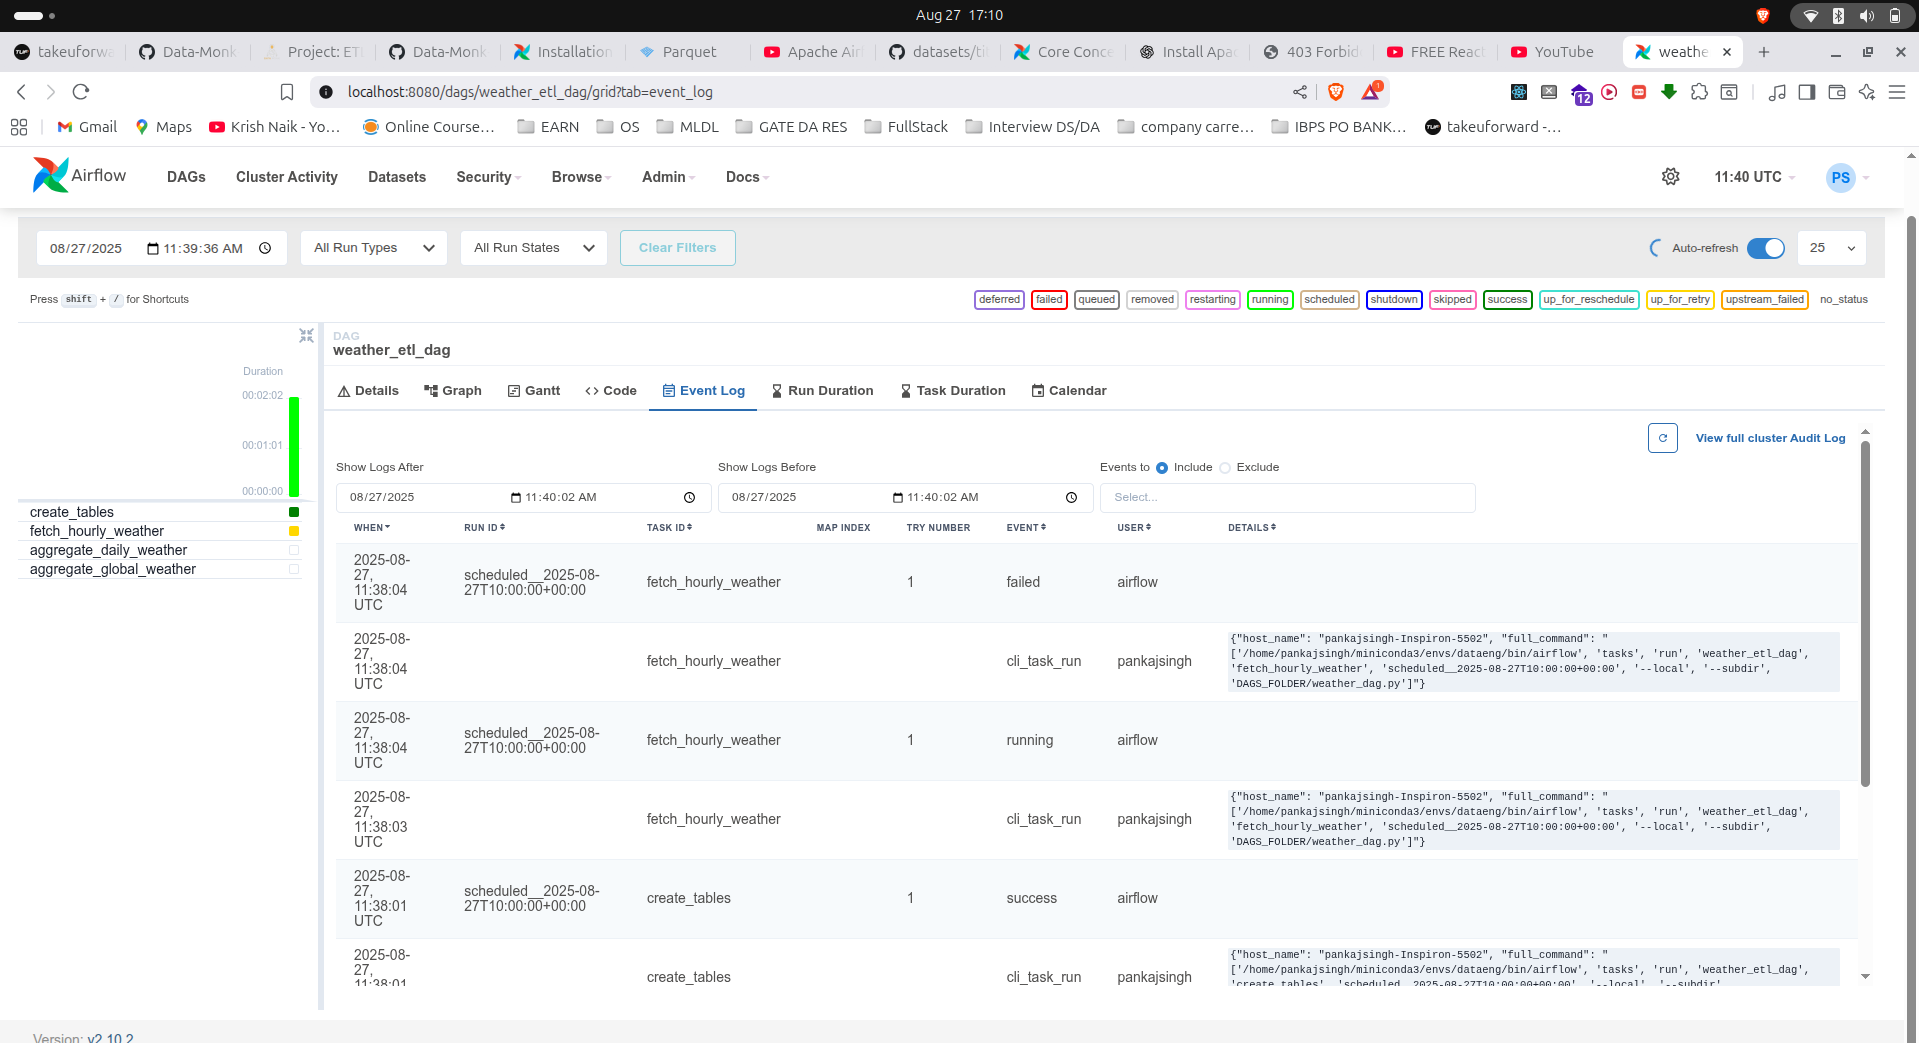 Aug 27 17:10
takeuforwa
Data-Monk
Project: ET
Data-Monk
Installation
Parquet
Apache Air
datasets/ti
Core Conce
Install Apac
403 Forbid
FREE React
YouTube
weathe
localhost:8080/dags/weather_etl_dag/grid?tab=event_log
1
12
Gmail
Maps
Krish Naik - Yo...
Online Course...
EARN
OS
MLDL
GATE DA RES
FullStack
Interview DS/DA
company carre...
IBPS PO BANK...
takeuforward -...
Airflow
DAGs
Cluster Activity
Datasets
Security
Browse
Admin
Docs
11:40 UTC
PS
08/27/2025 11:39:36 AM
All Run Types
All Run States
Clear Filters
Auto-refresh
25
Press shift + / for Shortcuts
deferred
failed
queued
removed
restarting
running
scheduled
shutdown
skipped
success
up_for_reschedule
up_for_retry
upstream_failed
no_status
Duration
00:02:02
00:01:01
00:00:00
create_tables
fetch_hourly_weather
aggregate_daily_weather
aggregate_global_weather
DAG
weather_etl_dag
Details
Graph
Gantt
Code
Event Log
Run Duration
Task Duration
Calendar
View full cluster Audit Log
Show Logs After
Show Logs Before
Events to Include Exclude
08/27/2025 11:40:02 AM
08/27/2025 11:40:02 AM
Select...
WHEN RUN ID TASK ID MAP INDEX TRY NUMBER EVENT USER DETAILS
2025-08-
27,
11:38:04
UTC
scheduled__2025-08-
27T10:00:00+00:00
fetch_hourly_weather
1
failed
airflow
2025-08-
27,
11:38:04
UTC
fetch_hourly_weather
cli_task_run
pankajsingh
{"host_name": "pankajsingh-Inspiron-5502", "full_command": "
['/home/pankajsingh/miniconda3/envs/dataeng/bin/airflow', 'tasks', 'run', 'weather_etl_dag',
'fetch_hourly_weather', 'scheduled__2025-08-27T10:00:00+00:00', '--local', '--subdir',
'DAGS_FOLDER/weather_dag.py']"}
2025-08-
27,
11:38:04
UTC
scheduled__2025-08-
27T10:00:00+00:00
fetch_hourly_weather
1
running
airflow
2025-08-
27,
11:38:03
UTC
fetch_hourly_weather
cli_task_run
pankajsingh
{"host_name": "pankajsingh-Inspiron-5502", "full_command": "
['/home/pankajsingh/miniconda3/envs/dataeng/bin/airflow', 'tasks', 'run', 'weather_etl_dag',
'fetch_hourly_weather', 'scheduled__2025-08-27T10:00:00+00:00', '--local', '--subdir',
'DAGS_FOLDER/weather_dag.py']"}
2025-08-
27,
11:38:01
UTC
scheduled__2025-08-
27T10:00:00+00:00
create_tables
1
success
airflow
2025-08-
27,
11:38:01
create_tables
cli_task_run
pankajsingh
{"host_name": "pankajsingh-Inspiron-5502", "full_command": "
['/home/pankajsingh/miniconda3/envs/dataeng/bin/airflow', 'tasks', 'run', 'weather_etl_dag',
'create_tables', 'scheduled__2025-08-27T10:00:00+00:00', '--local', '--subdir',
Version: v2.10.2